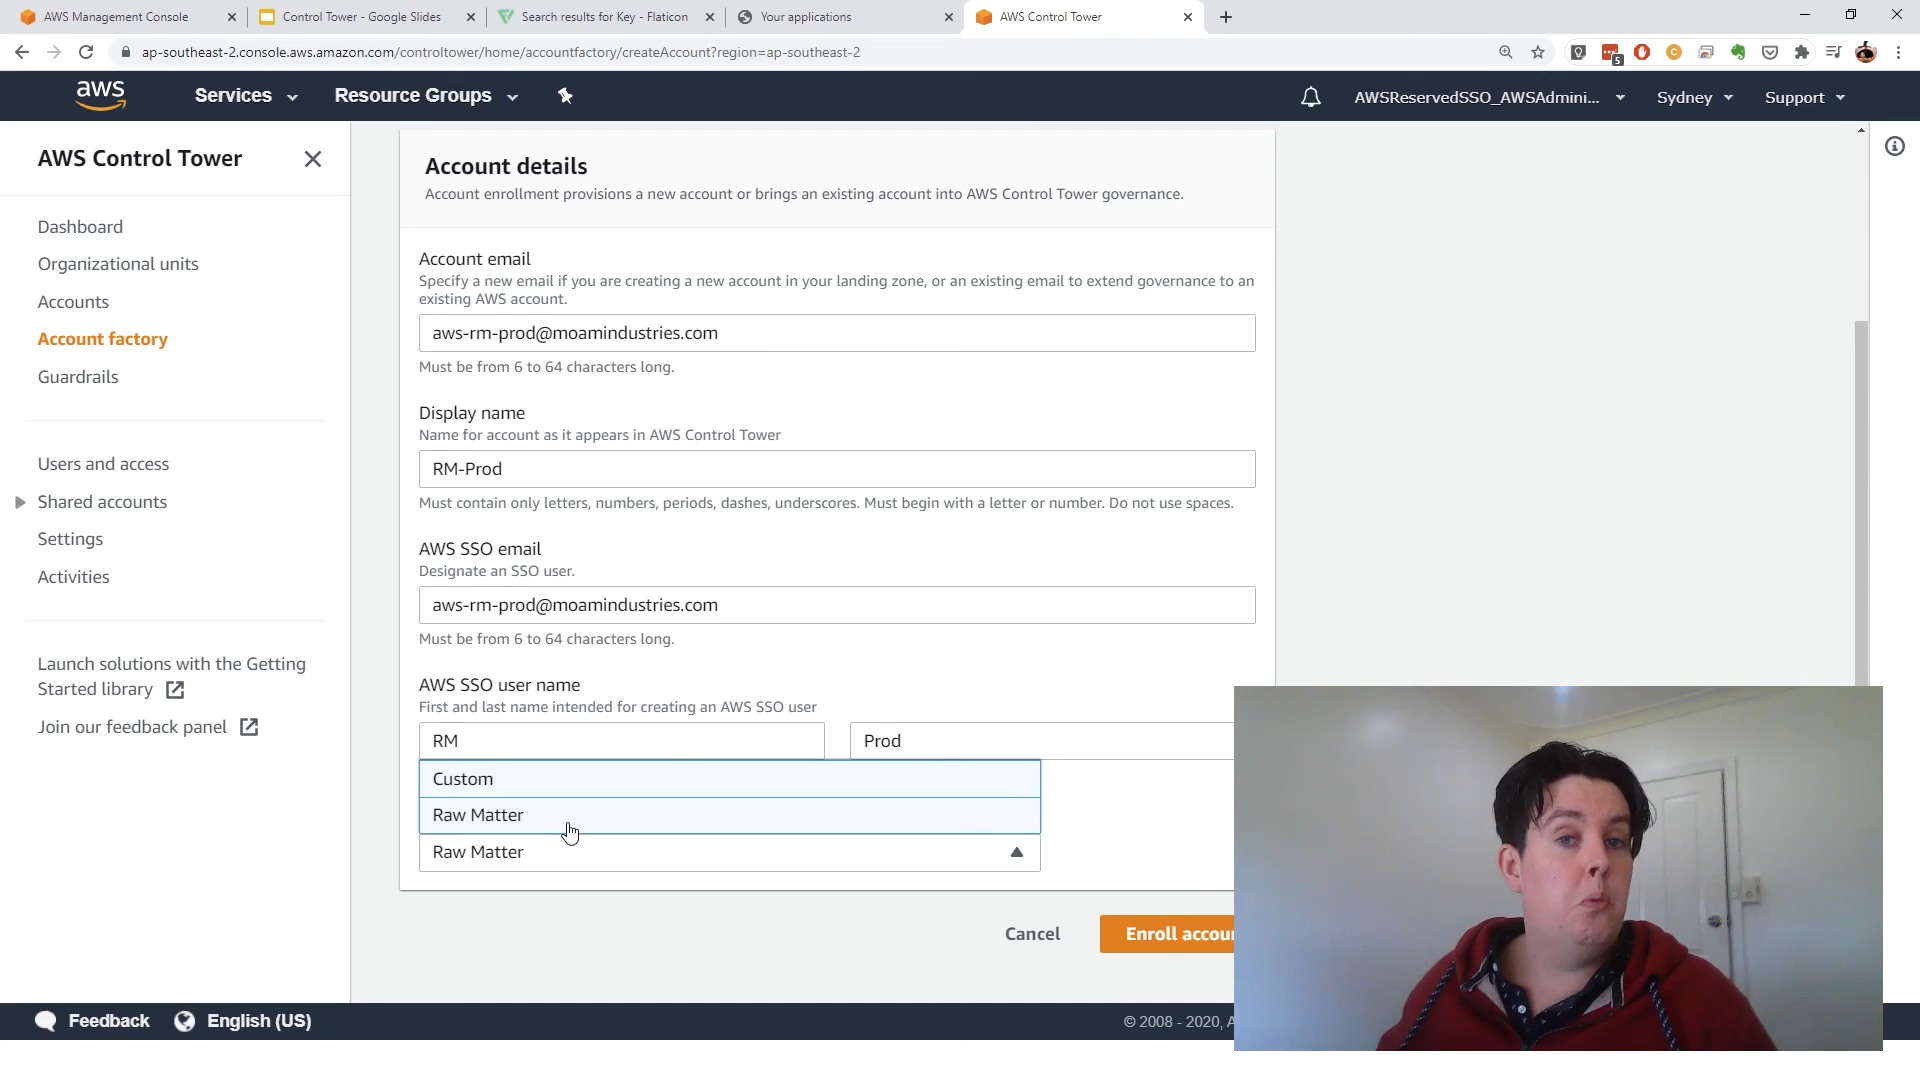 AWS Management Console
Control Tower - Google Slides
Search results for Key - Flaticon
Your applications
AWS Control Tower
ap-southeast-2.console.aws.amazon.com/controltower/home/accountfactory/createAccount?region=ap-southeast-2
5
aws
Services
Resource Groups
AWSReservedSSO_AWSAdmini...
Sydney
Support
AWS Control Tower
Dashboard
Organizational units
Accounts
Account factory
Guardrails
Users and access
Shared accounts
Settings
Activities
Launch solutions with the Getting
Started library
Join our feedback panel
Account details
Account enrollment provisions a new account or brings an existing account into AWS Control Tower governance.
Account email
Specify a new email if you are creating a new account in your landing zone, or an existing email to extend governance to an
existing AWS account.
aws-rm-prod@moamindustries.com
Must be from 6 to 64 characters long.
Display name
Name for account as it appears in AWS Control Tower
RM-Prod
Must contain only letters, numbers, periods, dashes, underscores. Must begin with a letter or number. Do not use spaces.
AWS SSO email
Designate an SSO user.
aws-rm-prod@moamindustries.com
Must be from 6 to 64 characters long.
AWS SSO user name
First and last name intended for creating an AWS SSO user
RM
Prod
Custom
Raw Matter
Raw Matter
Cancel
Enroll accou
Feedback
English (US)
© 2008 - 2020, A